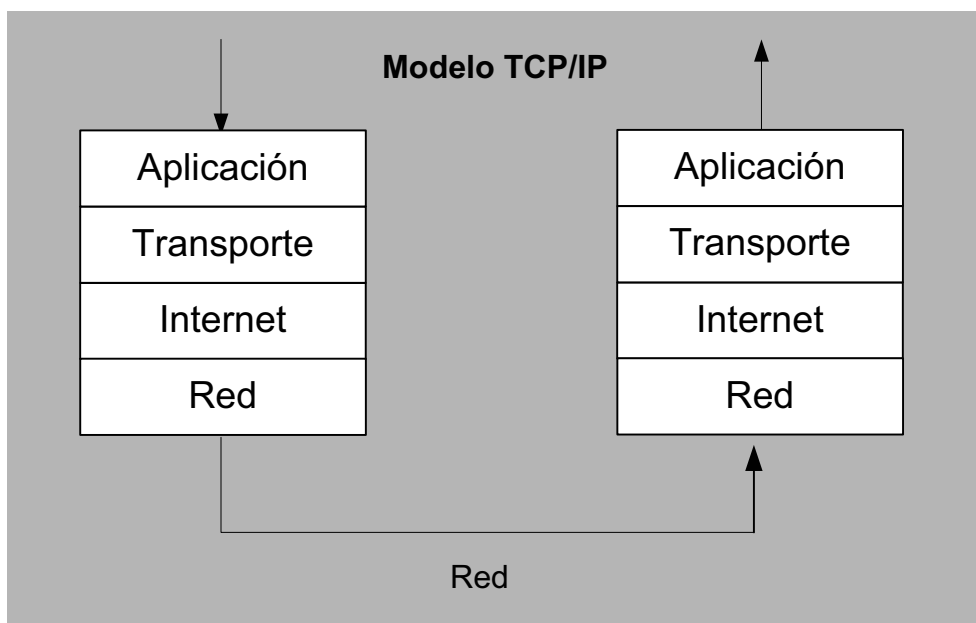 Modelo TCP/IP
Aplicación
Transporte
Internet
Red
Aplicación
Transporte
Internet
Red
Red